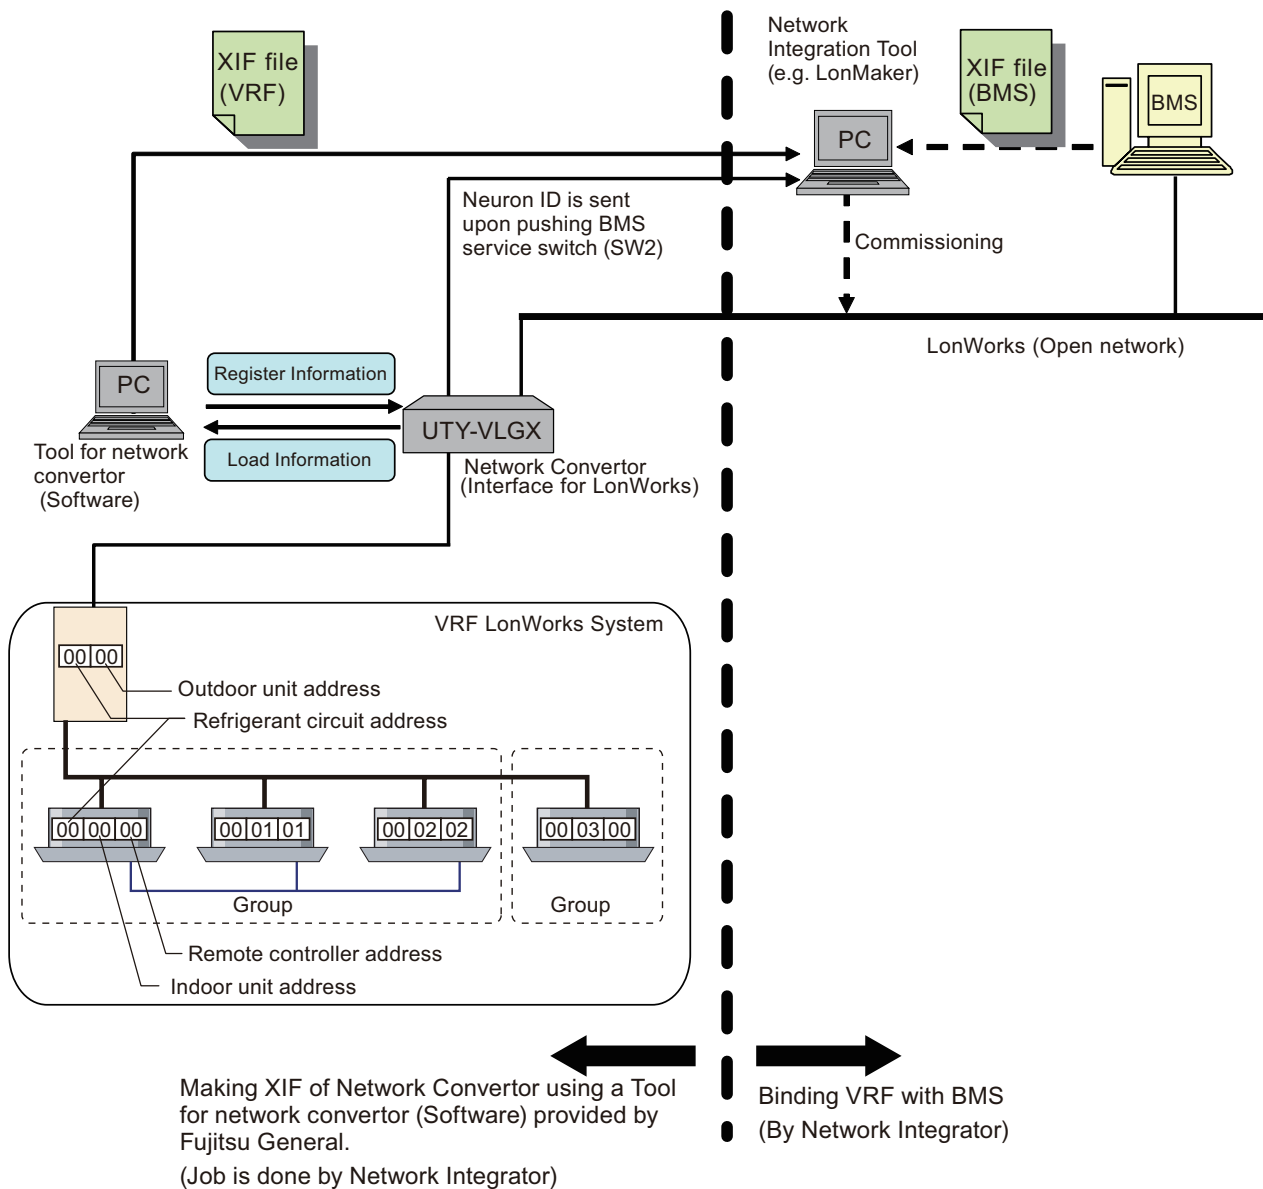 XIF file
(VRF)
Network
Integration Tool
(e.g. LonMaker)
XIF file
(BMS)
BMS
PC
Neuron ID is sent
upon pushing BMS
service switch (SW2)
Commissioning
LonWorks (Open network)
PC
Register Information
UTY-VLGX
Load Information
Tool for network
convertor
(Software)
Network Convertor
(Interface for LonWorks)
VRF LonWorks System
00 00
Outdoor unit address
Refrigerant circuit address
00 00 00
00 01 01
00 02 02
00 03 00
Group
Group
Remote controller address
Indoor unit address
Making XIF of Network Convertor using a Tool
for network convertor (Software) provided by
Fujitsu General.
(Job is done by Network Integrator)
Binding VRF with BMS
(By Network Integrator)